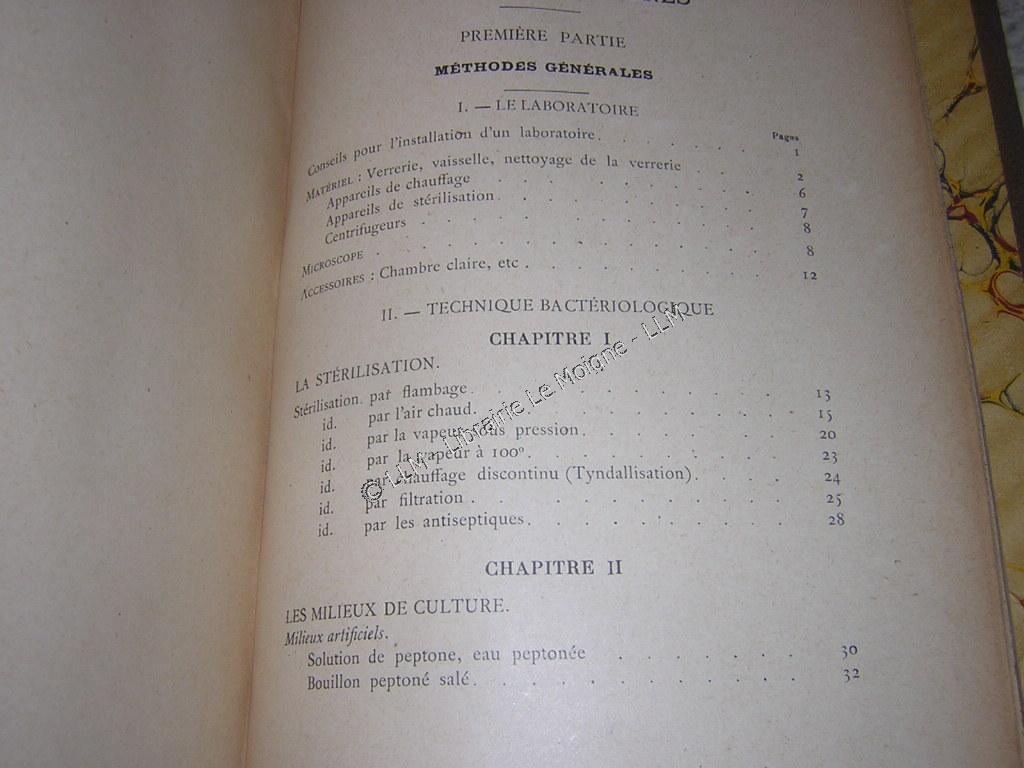 PREMIÈRE PARTIE
MÉTHODES GÉNÉRALES
I. — LE LABORATOIRE
Pages
Conseils pour l'installation d'un laboratoire. . . . . . 1
MATÉRIEL : Verrerie, vaisselle, nettoyage de la verrerie . . 2
Appareils de chauffage . . . . . . . . 6
Appareils de stérilisation . . . . . . . 7
Centrifugeurs . . . . . . . . . . 8
MICROSCOPE . . . . . . . . . . 8
ACCESSOIRES : Chambre claire, etc . . . . . . . 12
II. — TECHNIQUE BACTÉRIOLOGIQUE
CHAPITRE I
LA STÉRILISATION.
Stérilisation par flambage . . . . . . . . 13
id. par l'air chaud . . . . . . . . 15
id. par la vapeur sous pression . . . . . . 20
id. par la vapeur à 100° . . . . . . . 23
id. par chauffage discontinu (Tyndallisation) . . . . 24
id. par filtration . . . . . . . . 25
id. par les antiseptiques . . . . . . . 28
CHAPITRE II
LES MILIEUX DE CULTURE.
Milieux artificiels.
Solution de peptone, eau peptonée . . . . . . . 30
Bouillon peptoné salé . . . . . . . . . . 32
© LLM - Librairie Le Moigne - LLM